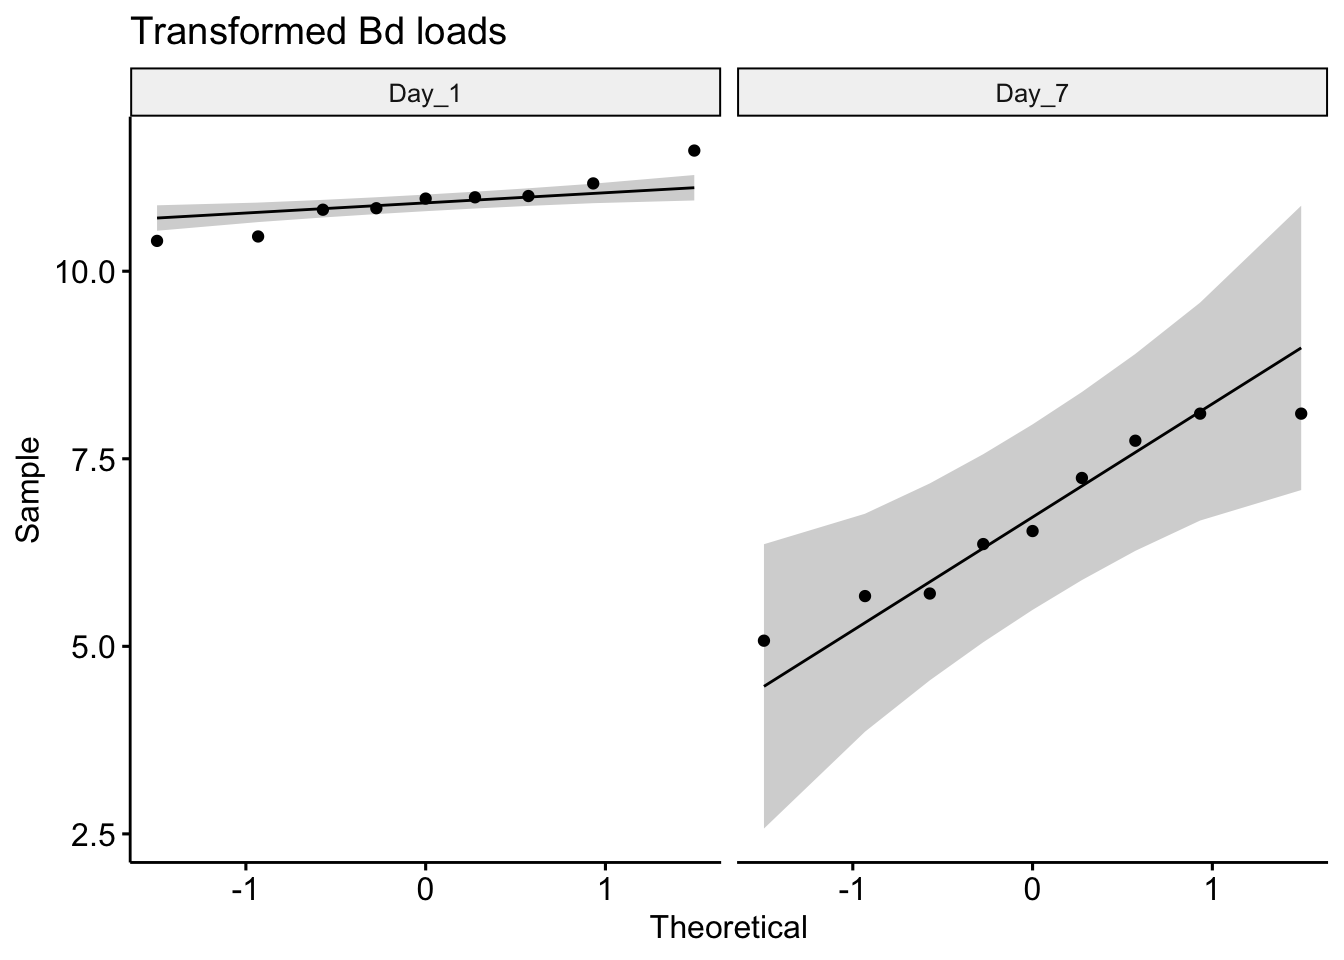 Transformed Bd loads
Day_1
Day_7
10.0
7.5
5.0
2.5
Sample
-1 0 1
-1 0 1
Theoretical